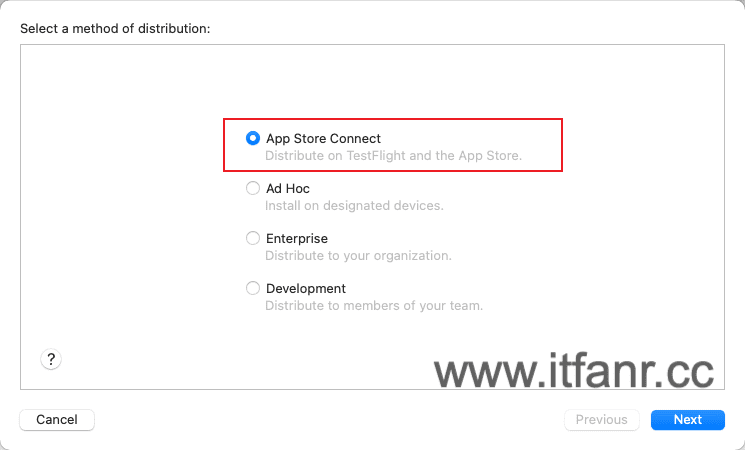 Select a method of distribution:
App Store Connect
Distribute on TestFlight and the App Store.
Ad Hoc
Install on designated devices.
Enterprise
Distribute to your organization.
Development
Distribute to members of your team.
?
www.itfanr.cc
Cancel
Previous
Next